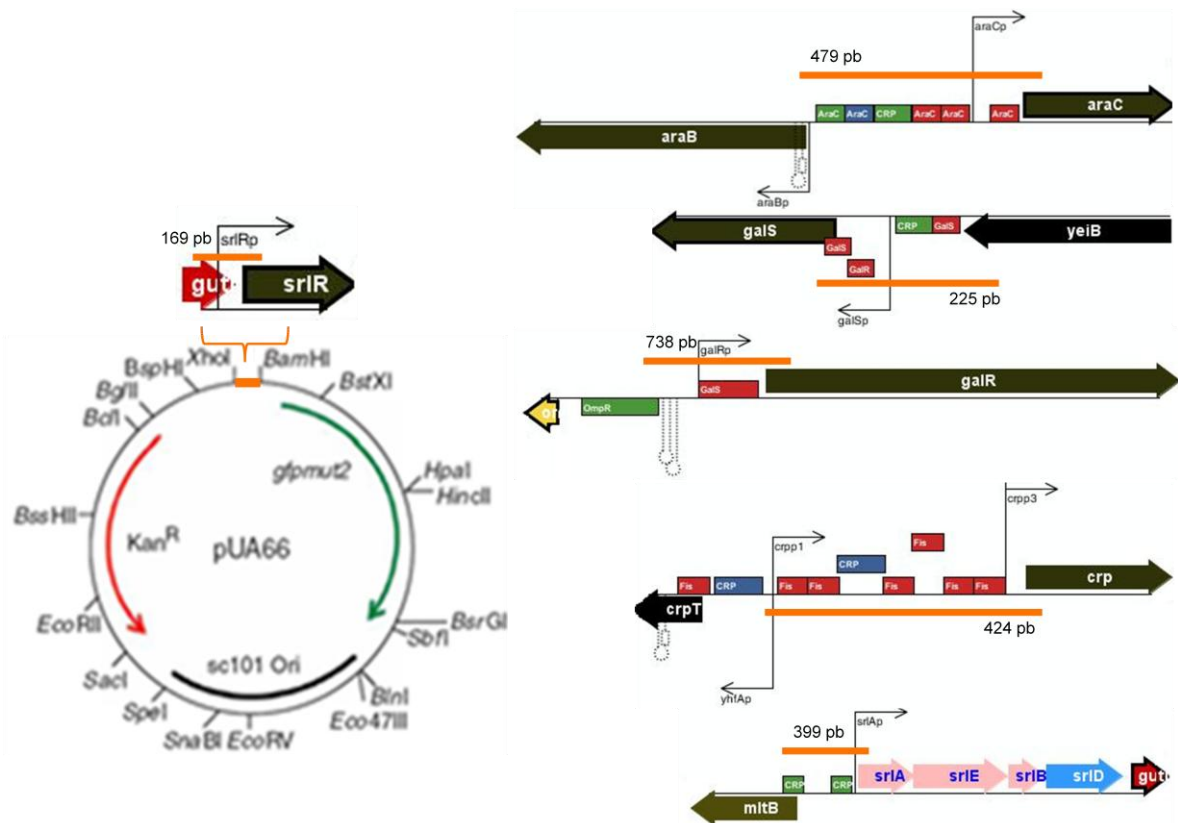 169 pb
srlRp
gut
srlR
XhoI
BamHI
BspHI
BstXI
BglII
BclI
gfpmut2
HpaI
HincII
BssHII
KanR
pUA66
EcoRII
BsrGI
SbfI
sc101 Ori
SacI
SpeI
BlnI
Eco47III
SnaBI
EcoRV
araCp
479 pb
AraC AraC CRP AraC AraC AraC
araC
araB
araBp
galS
CRP GalS
yeiB
GalS
GalR
galSp
225 pb
738 pb
galRp
GalS
galR
OmpR
crpp3
crpp1
Fis
CRP
Fis CRP Fis Fis Fis Fis Fis
crp
crpT
424 pb
yhfAp
srlAp
399 pb
CRP CRP
srlA srlE srlB srlD gut
mltB